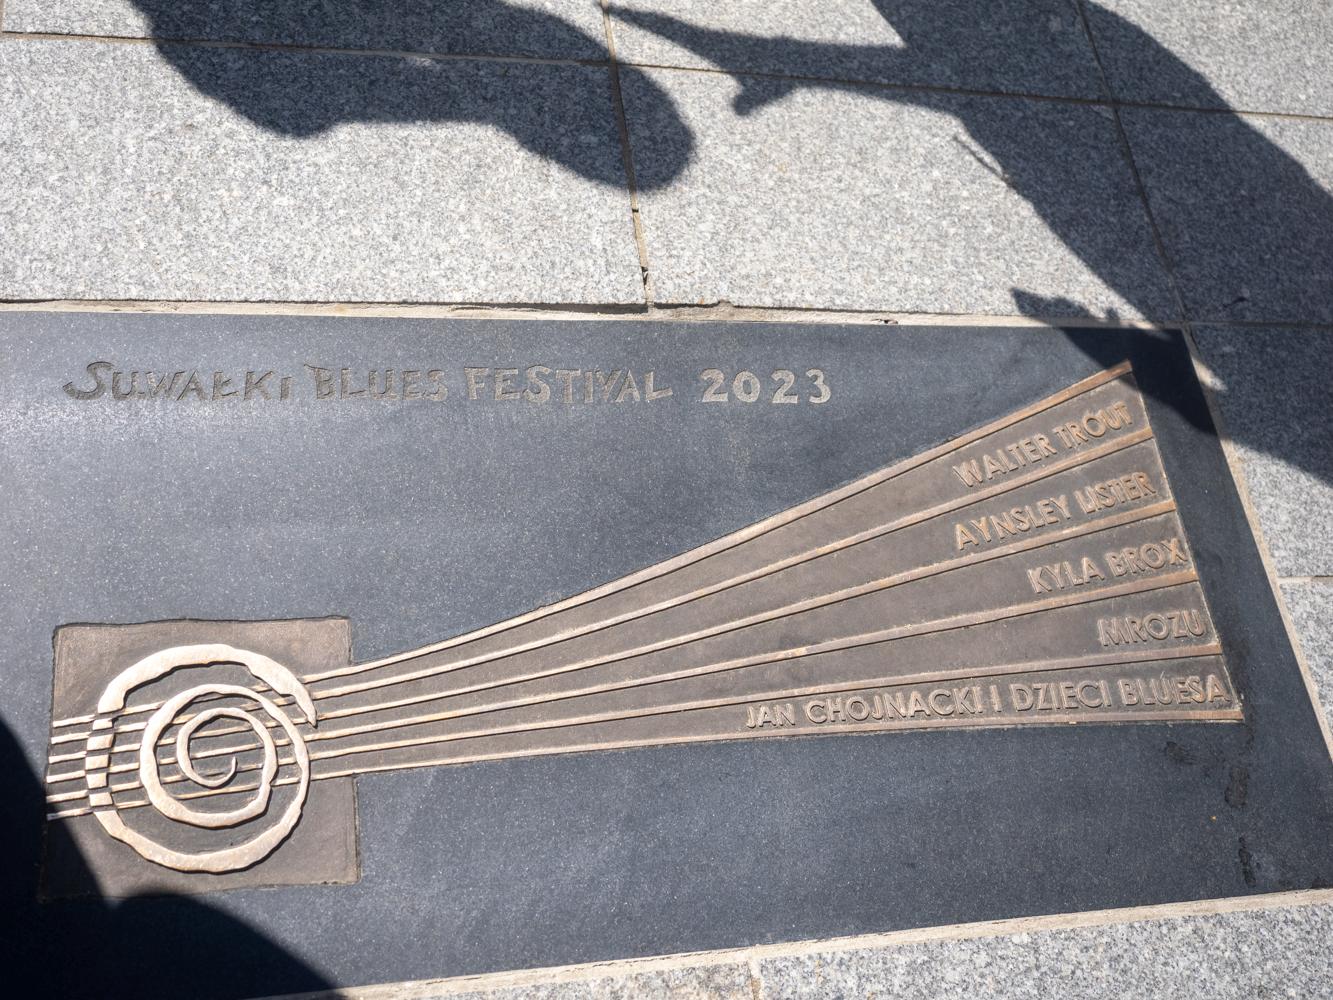 SUWAŁKI BLUES FESTIVAL 2023
WALTER TROUT
AYNSLEY LISTER
KYLA BROX
MROZU
JAN CHOJNACKI I DZIECI BLUESA